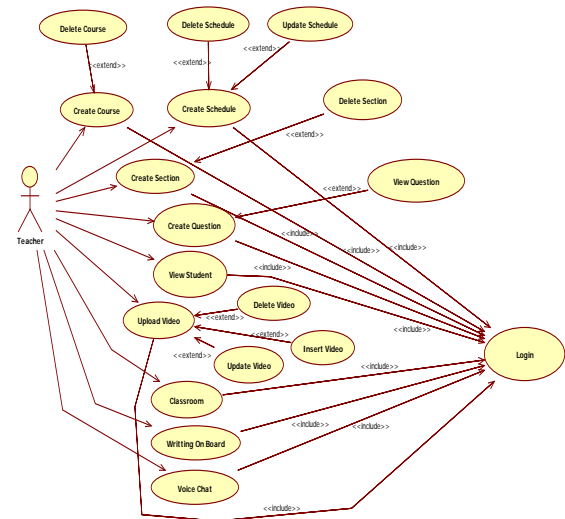 Delete Course
Delete Schedule
Update Schedule
<<extend>>
<<extend>>
<<extend>>
Create Course
Create Schedule
Delete Section
<<extend>>
Create Section
View Question
<<extend>>
Teacher
Create Question
<<include>>
<<include>>
<<include>>
View Student
<<include>>
Delete Video
<<extend>>
Upload Video
<<include>>
<<extend>>
Insert Video
<<extend>>
Update Video
Login
<<include>>
Classroom
<<include>>
<<include>>
Writting On Board
Voice Chat
<<include>>